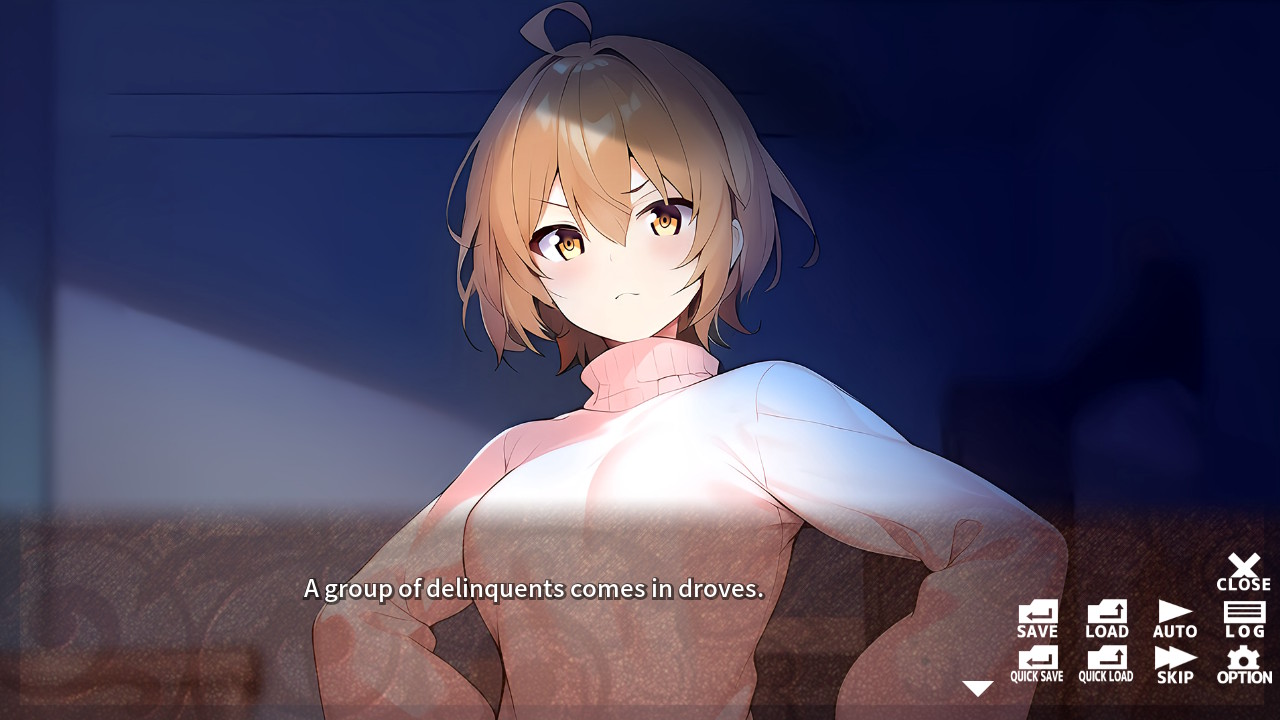 A group of delinquents comes in droves.
CLOSE
SAVE LOAD AUTO LOG
QUICK SAVE QUICK LOAD SKIP OPTION